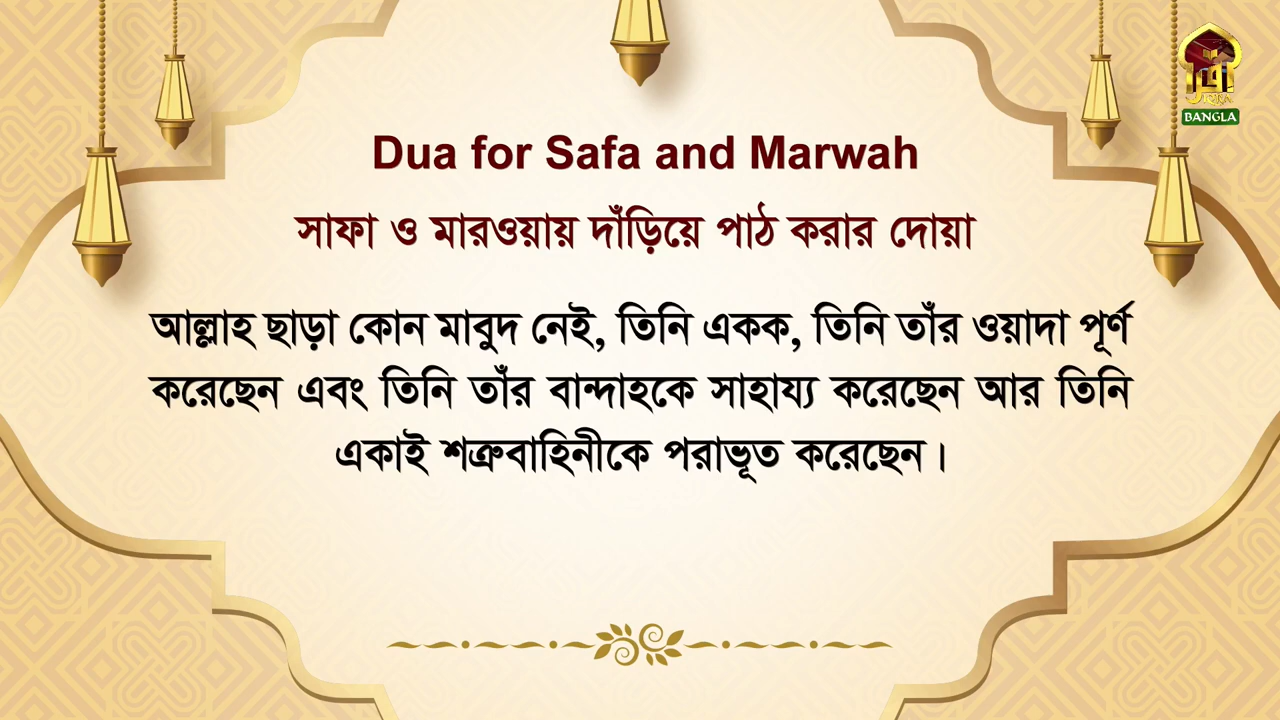 BANGLA
Dua for Safa and Marwah
সাফা ও মারওয়ায় দাঁড়িয়ে পাঠ করার দোয়া
আল্লাহ ছাড়া কোন মাবুদ নেই, তিনি একক, তিনি তাঁর ওয়াদা পূর্ণ
করেছেন এবং তিনি তাঁর বান্দাহকে সাহায্য করেছেন আর তিনি
একাই শত্রুবাহিনীকে পরাভূত করেছেন।